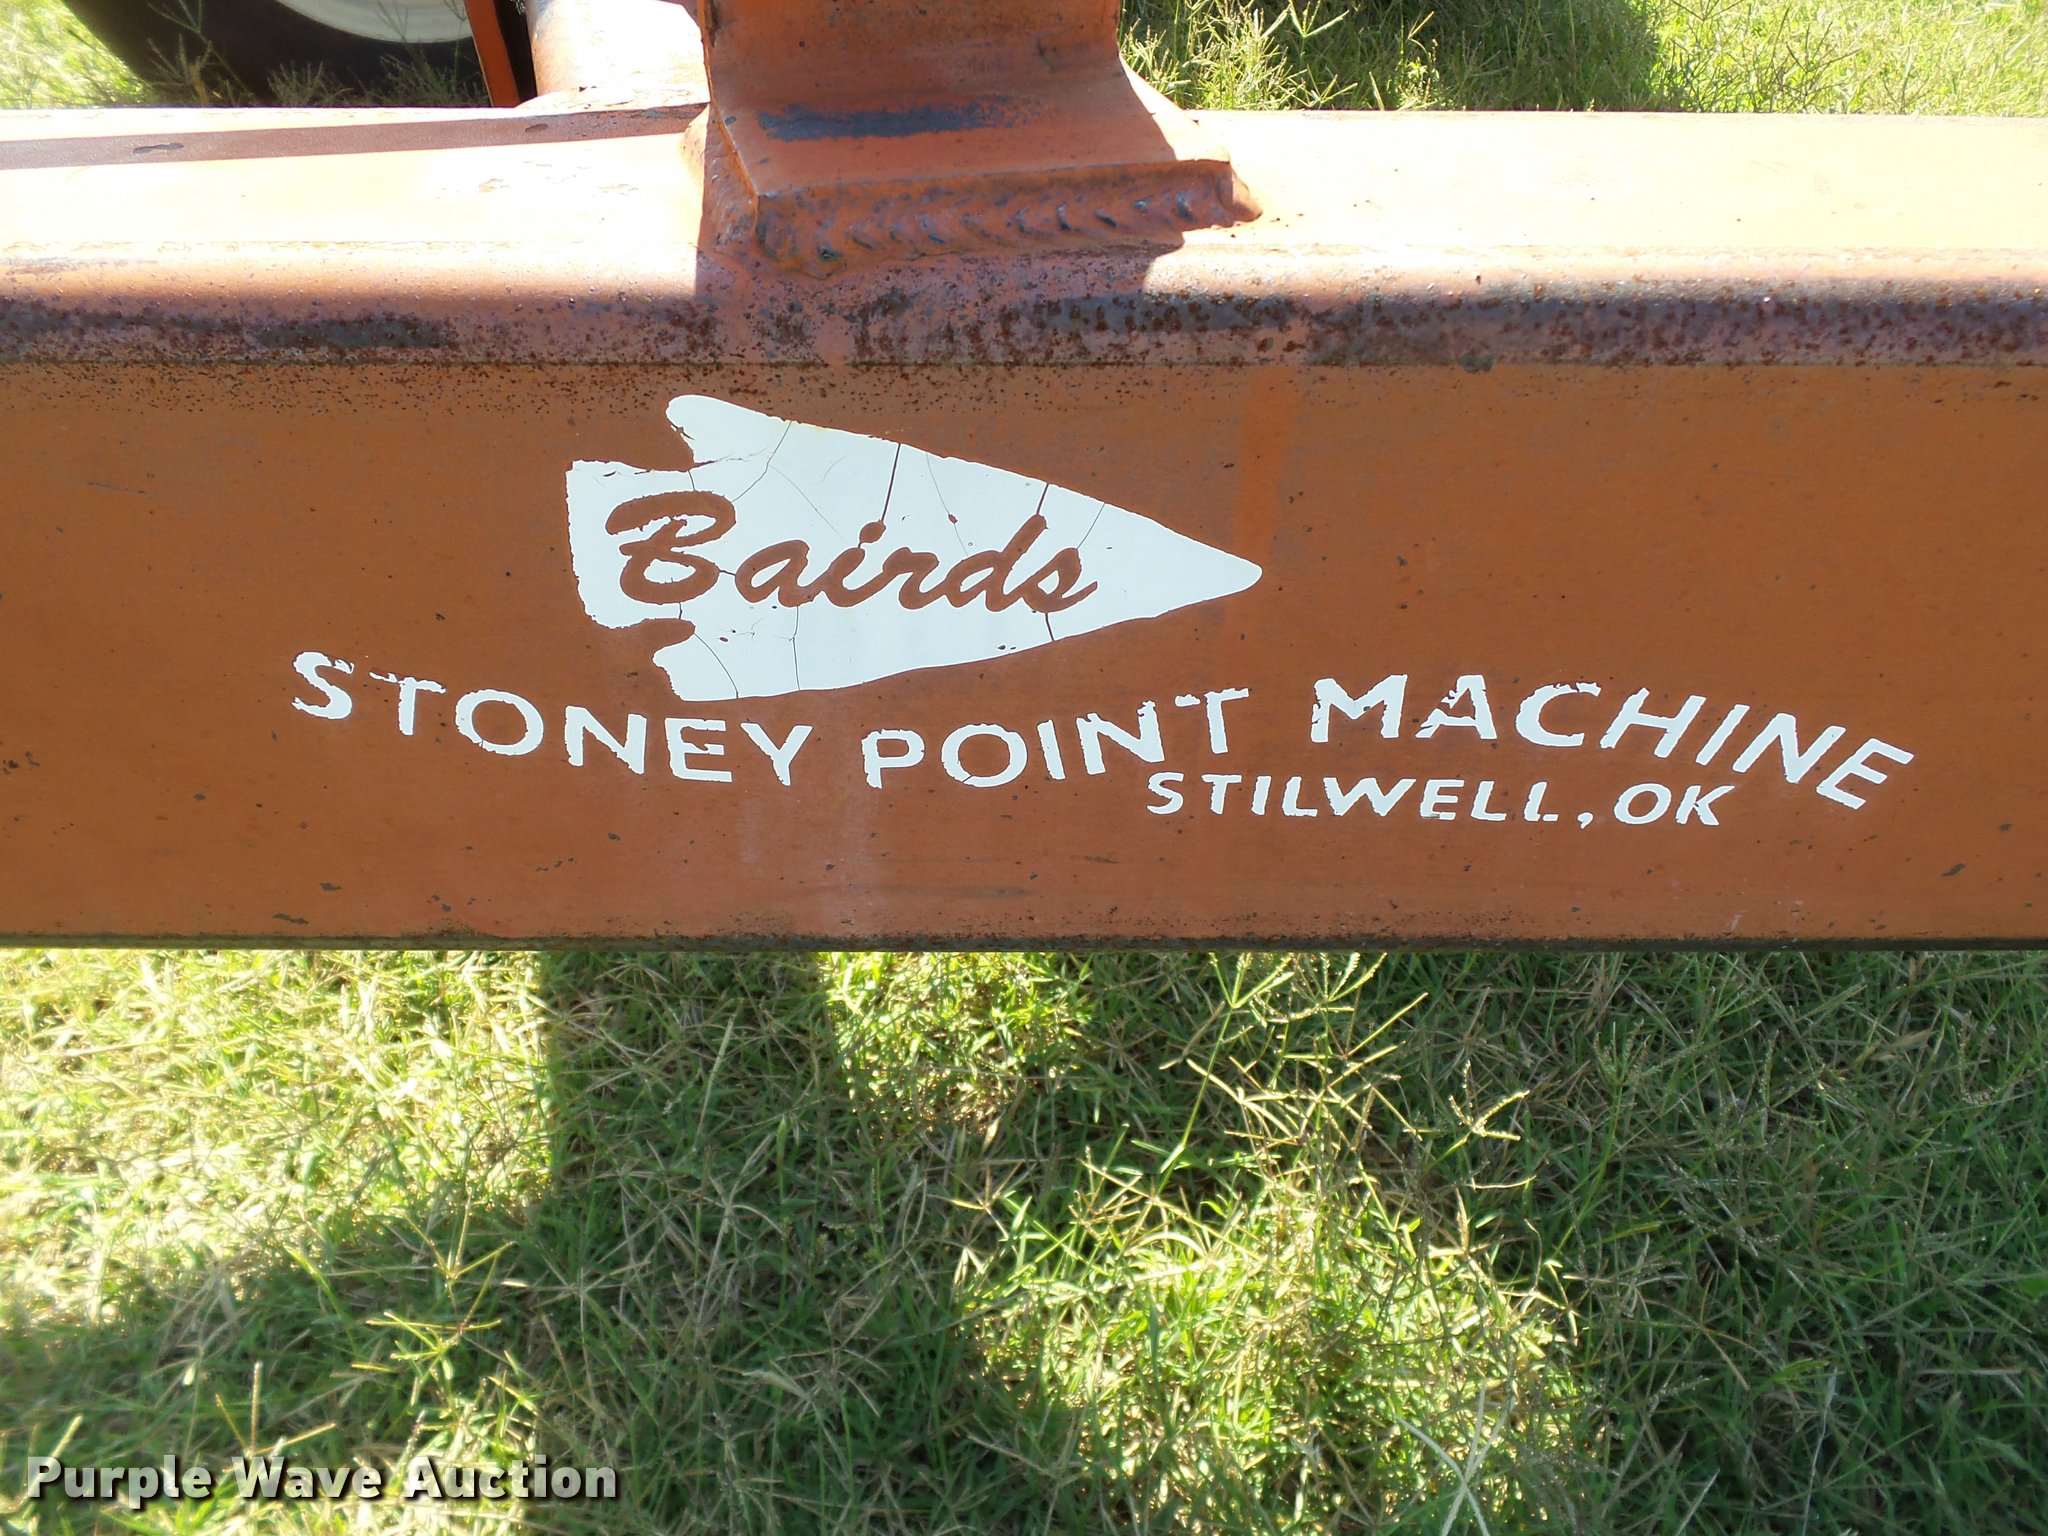 Bairds
STONEY POINT MACHINE
STILWELL, OK
Purple Wave Auction